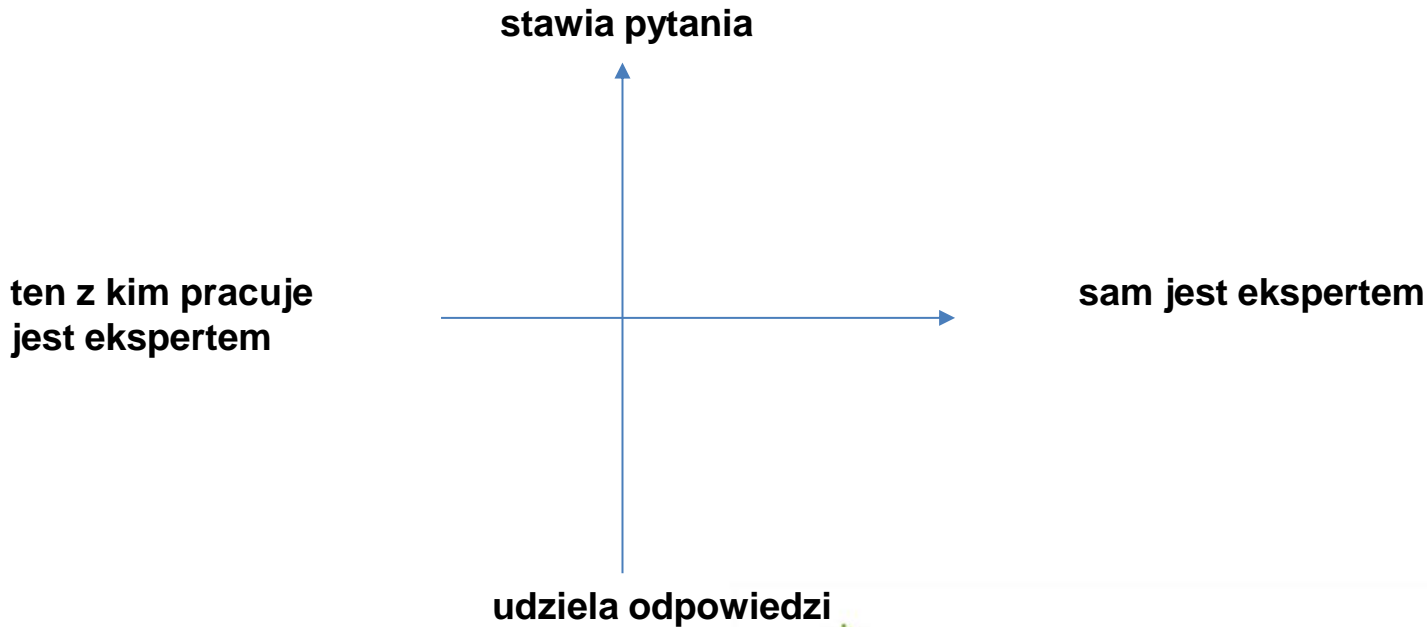 stawia pytania
ten z kim pracuje
jest ekspertem
sam jest ekspertem
udziela odpowiedzi